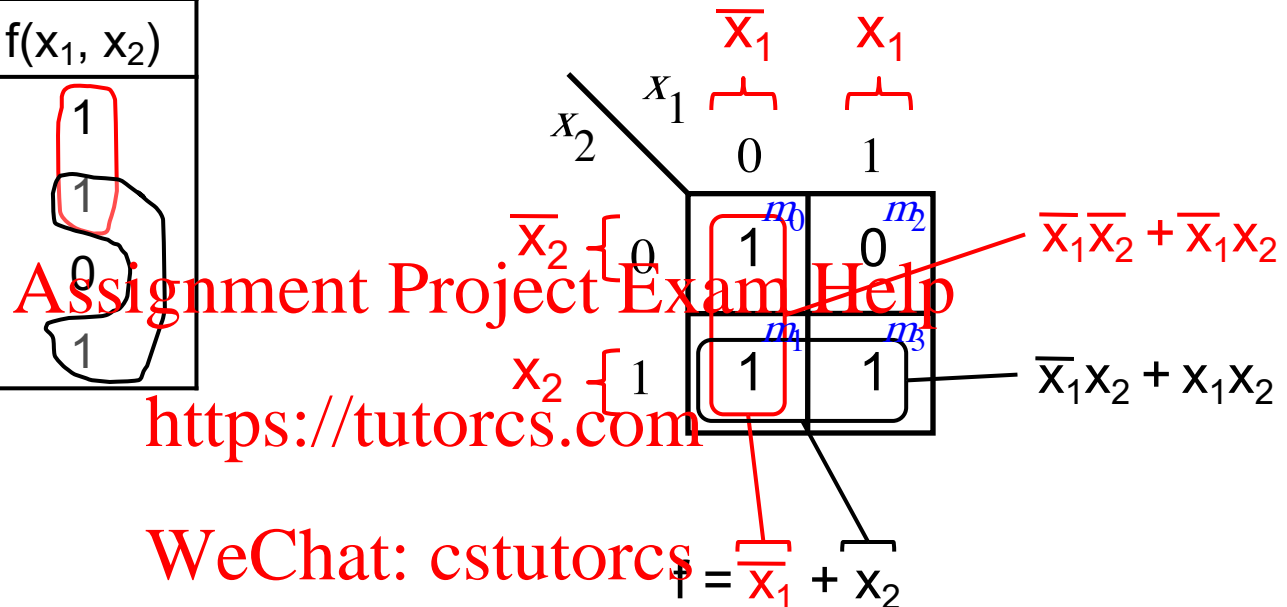 f(x₁, x₂)
1
1
0
1
x̅₁ x₁
x₁
x₂
0 1
x̅₂ 0 1 m₀ 0 m₂
x̅₁x̅₂ + x̅₁x₂
Assignment Project Exam Help
x₂ 1 1 m₁ 1 m₃
x̅₁x₂ + x₁x₂
https://tutorcs.com
WeChat: cstutorcs
f = x̅₁ + x₂